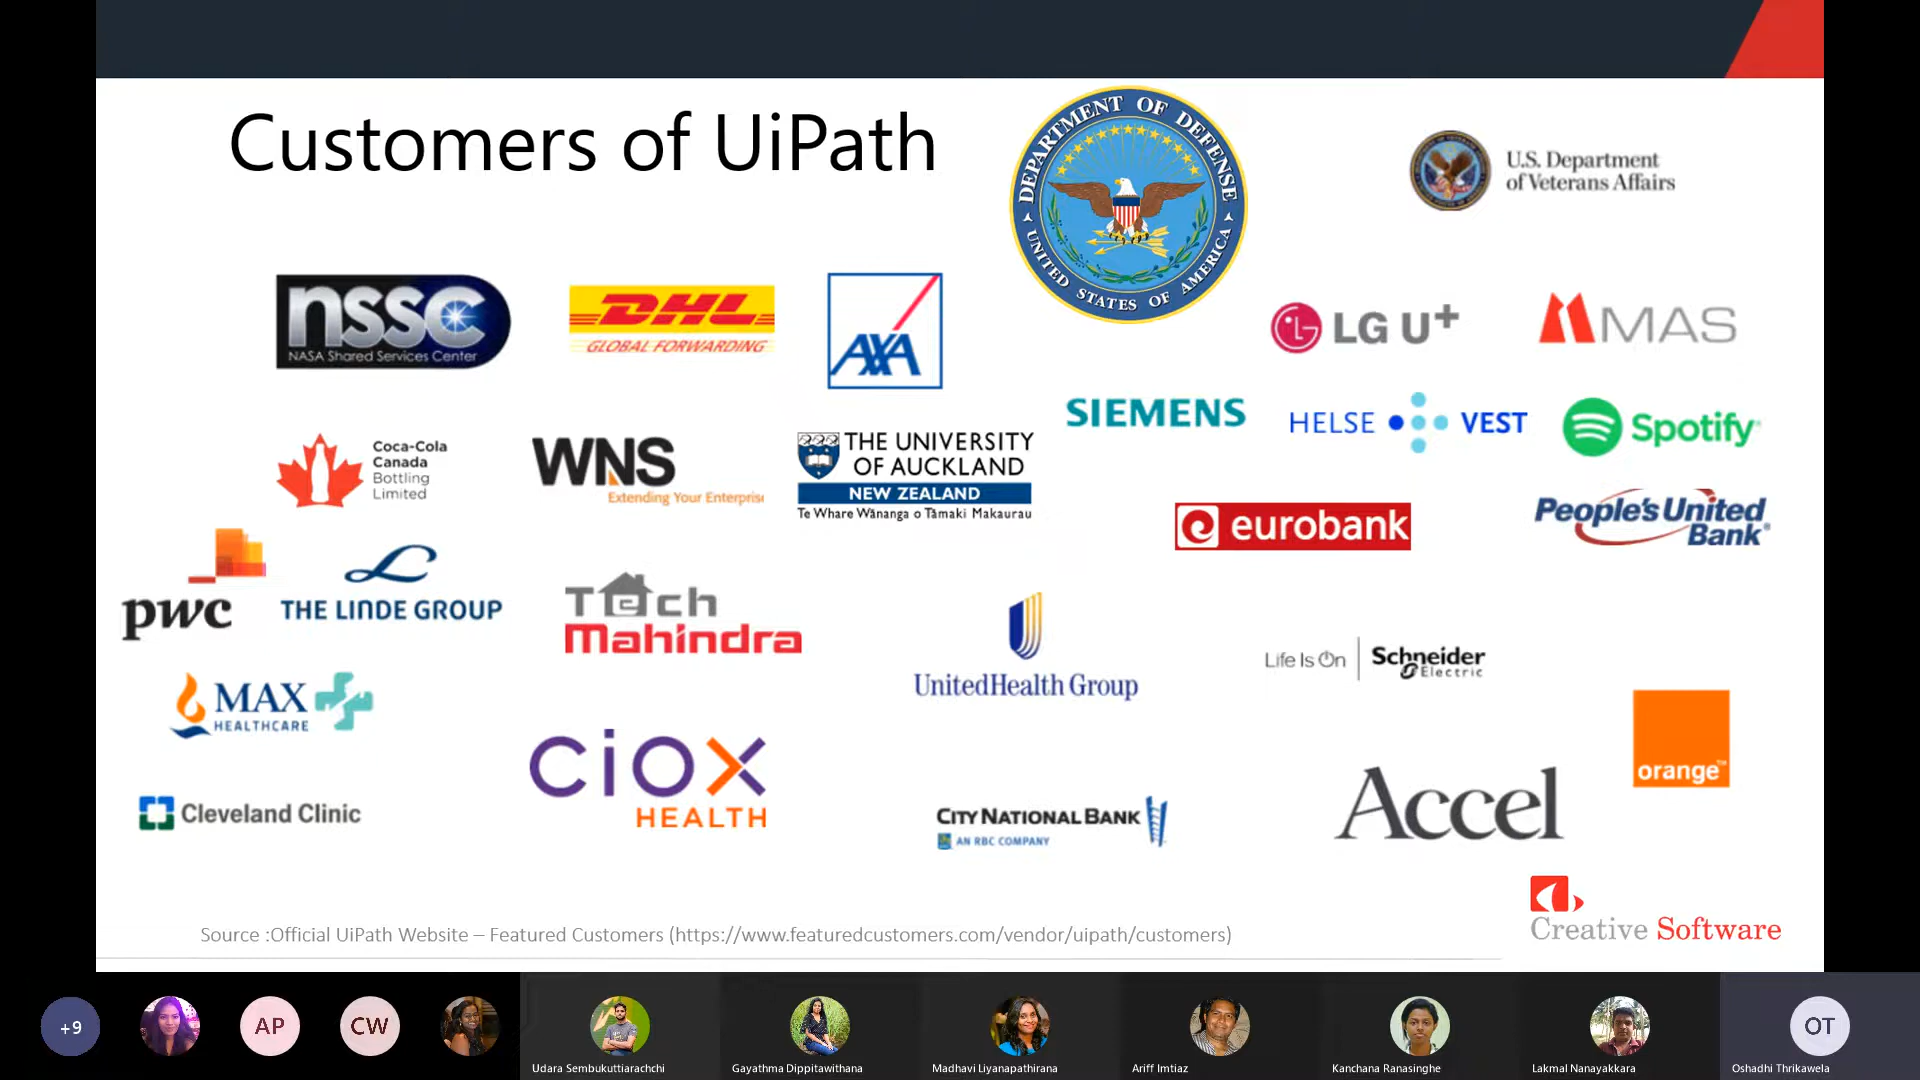 Customers of UiPath
DEPARTMENT OF DEFENSE
UNITED STATES OF AMERICA
U.S. Department
of Veterans Affairs
nssc
NASA Shared Services Center
DHL
GLOBAL FORWARDING
AXA
LG U+
MAS
SIEMENS
HELSE VEST
Spotify
Coca-Cola
Canada
Bottling
Limited
WNS
Extending Your Enterprise
THE UNIVERSITY
OF AUCKLAND
NEW ZEALAND
Te Whare Wānanga o Tāmaki Makaurau
eurobank
People's United
Bank
pwc
THE LINDE GROUP
Tech
Mahindra
UnitedHealth Group
Life Is On
Schneider
Electric
MAX
HEALTHCARE
CIOX
HEALTH
orange™
Cleveland Clinic
CITY NATIONAL BANK
AN RBC COMPANY
Accel
Creative Software
Source :Official UiPath Website – Featured Customers (https://www.featuredcustomers.com/vendor/uipath/customers)
+9
AP
CW
OT
Udara Sembukuttiarachchi
Gayathma Dippitawithana
Madhavi Liyanapathirana
Ariff Imtiaz
Kanchana Ranasinghe
Lakmal Nanayakkara
Oshadhi Thrikawela